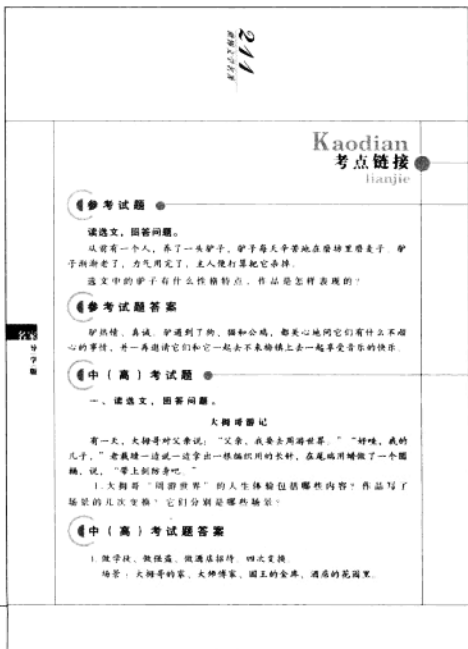 211
Kaodian
考点链接
lianjie
参考试题
读选文，回答问题。
从前有一个人，养了一头驴子，驴子每天辛苦地在磨坊里磨麦子。驴
子渐渐老了，力气用完了，主人便打算把它杀掉。
选文中的驴子有什么性格特点，作品是怎样表现的？
参考试题答案
驴热情、真诚。驴遇到了狗、猫和公鸡，都关心地问它们有什么不顺
心的事情，并一再邀请它们和它一起去不来梅镇上去一起享受音乐的快乐。
名家
导学版
中（高）考试题
一、读选文，回答问题。
大拇哥游记
有一天，大拇哥对父亲说：“父亲，我要去周游世界。”“好哇，我的
儿子，”老裁缝一边说一边拿出一根编织用的长针，在尾端用蜡做了一个圆
说，“带上剑防身吧。”
1.大拇哥“周游世界”的人生体验包括哪些内容？作品写了
场景的几次变换？它们分别是哪些场景？
中（高）考试题答案
1.做学徒、做强盗、做酒店招待。四次变换。
场景：大拇哥的家、大师傅家、国王的金库、酒店的花园里。